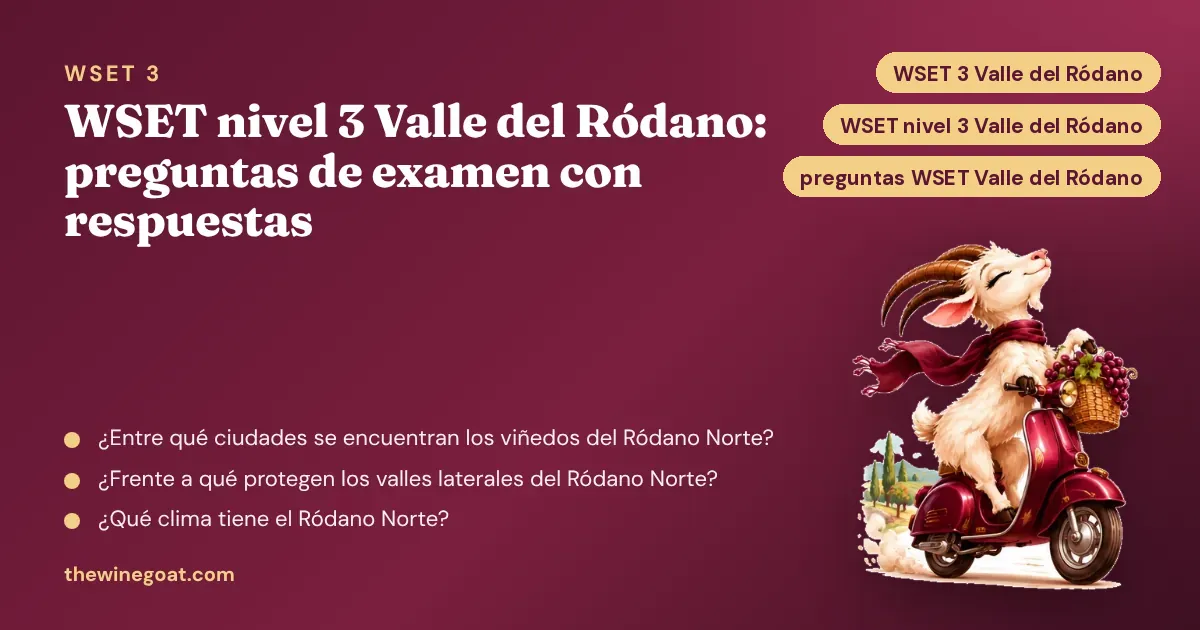 WSET 3
WSET nivel 3 Valle del Ródano:
preguntas de examen con
respuestas
WSET 3 Valle del Ródano
WSET nivel 3 Valle del Ródano
preguntas WSET Valle del Ródano
¿Entre qué ciudades se encuentran los viñedos del Ródano Norte?
¿Frente a qué protegen los valles laterales del Ródano Norte?
¿Qué clima tiene el Ródano Norte?
thewinegoat.com